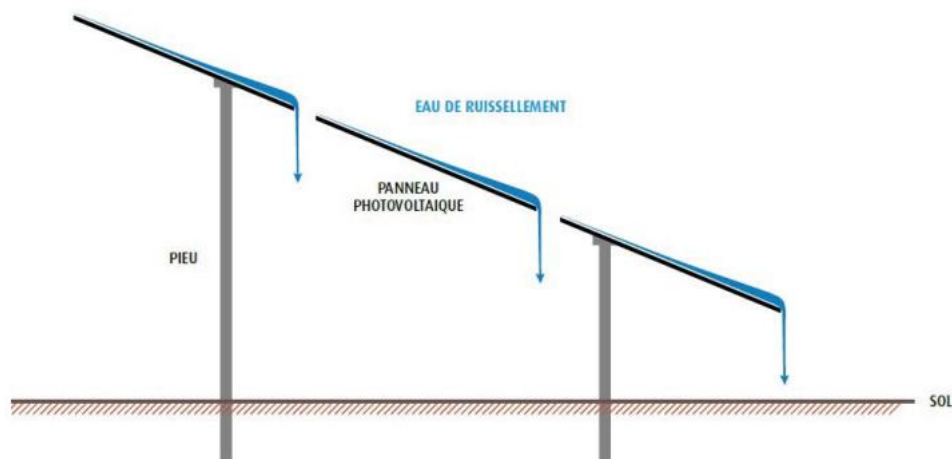 EAU DE RUISSELLEMENT
PANNEAU
PHOTOVOLTAIQUE
PIEU
SOL